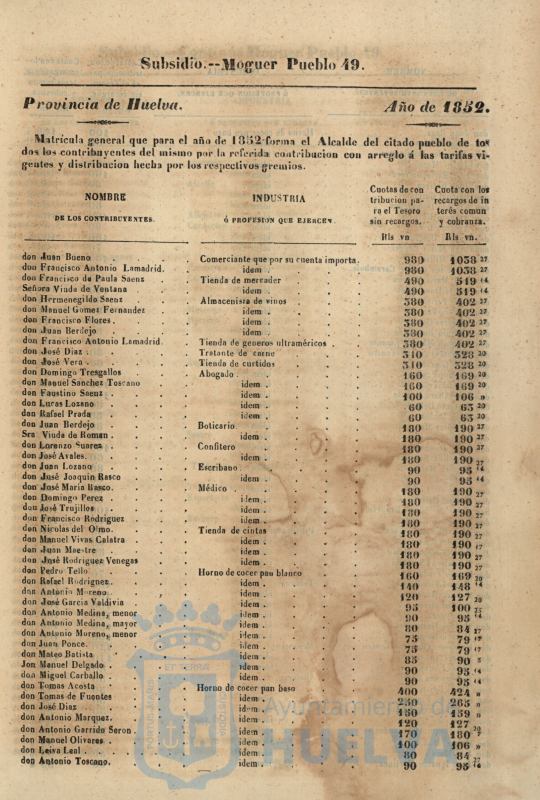 Subsidio.--Moguer Pueblo 49.
Provincia de Huelva. Año de 1852.
Matrícula general que para el año de 1852 forma el Alcalde del citado pueblo de to-
dos los contribuyentes del mismo por la referida contribucion con arreglo á las tarifas vi-
gentes y distribucion hecha por los respectivos gremios.
NOMBRE
DE LOS CONTRIBUYENTES.
INDUSTRIA
Ó PROFESION QUE EJERCEN.
Cuotas de con
tribucion pa-
ra el Tesoro
sin recargos.
Rls vn
Cuota con los
recargos de in
terés comun
y cobranza.
Rls vn.
don Juan Bueno . Comerciante que por su cuenta importa. 980 1038 27
don Francisco Antonio Lamadrid. idem . 980 1038 27
don Francisco de Paula Saenz . Tienda de mercader 490 519 14
Señora Viuda de Ventana . idem . 490 519 14
don Hermenegildo Saenz . Almacenista de vinos 380 402 27
don Manuel Gomez Fernandez idem . 380 402 27
don Francisco Flores . idem . 380 402 27
don Juan Berdejo . idem . 380 402 27
don Francisco Antonio Lamadrid. Tienda de generos ultraméricos . 380 402 27
don José Diaz . Tratante de carne 310 328 20
don José Vera . Tienda de curtidos 310 328 20
don Domingo Tresgallos Abogado . 160 169 20
don Manuel Sanchez Toscano idem . 160 169 20
don Faustino Saenz . idem . 100 106 »
don Lucas Lozano idem . 60 63 20
don Rafael Prada idem . 60 63 20
don Juan Berdejo Boticario . 180 190 27
Sra. Viuda de Roman . idem . 180 190 27
don Lorenzo Suarez Confitero 180 190 27
don José Avales. idem . 180 190 27
don Juan Lozano Escribano . 90 95 14
don José Joaquin Rasco idem . 90 95 14
don José Maria Rasco. Médico . 180 190 27
don Domingo Perez idem . 180 190 27
don José Trujillos idem . 180 190 27
don Francisco Rodriguez idem . 180 190 27
don Nicolas del Olmo. Tienda de cintas 180 190 27
don Manuel Vivas Calatra idem . 180 190 27
don Juan Maestre idem . 180 190 27
don José Rodriguez Venegas idem . 180 190 27
don Pedro Tello Horno de cocer pan blanco 160 169 20
don Rafael Rodriguez. idem . 140 148 14
don Antonio Moreno idem . 120 127 20
don José Garcia Valdivia idem . 95 100 25
don Antonio Medina, menor idem . 90 95 14
don Antonio Medina, mayor idem . 80 84 27
don Antonio Moreno, menor idem . 75 79 17
don Juan Ponce. idem . 75 79 17
don Mateo Batista idem . 85 90 3
Jon Manuel Delgado idem . 90 95 14
don Miguel Carballo idem . 90 95 14
don Tomas Acosta Horno de cocer pan baso 400 424 »
don Tomas de Fuentes idem . 250 265 »
don José Diaz idem . 150 159 »
don Antonio Marquez. idem . 120 127 20
don Antonio Garrido Seron idem . 170 180 7
don Manuel Olivares idem . 100 106 »
don Leiva Leal . idem . 80 84 27
don Antonio Toscano. idem . 90 95 14
Ayuntamiento de
HUELVA